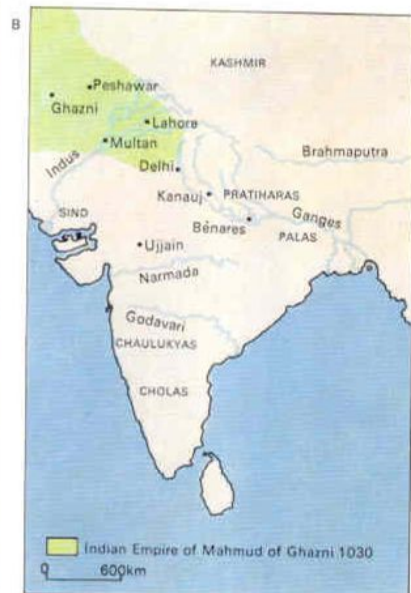 B
KASHMIR
Peshawar
Ghazni
Lahore
Multan
Indus
Delhi
Brahmaputra
Kanauj
PRATIHARAS
SIND
Ganges
Bénares
PALAS
Ujjain
Narmada
Godavari
CHAULUKYAS
CHOLAS
Indian Empire of Mahmud of Ghazni 1030
0 600km